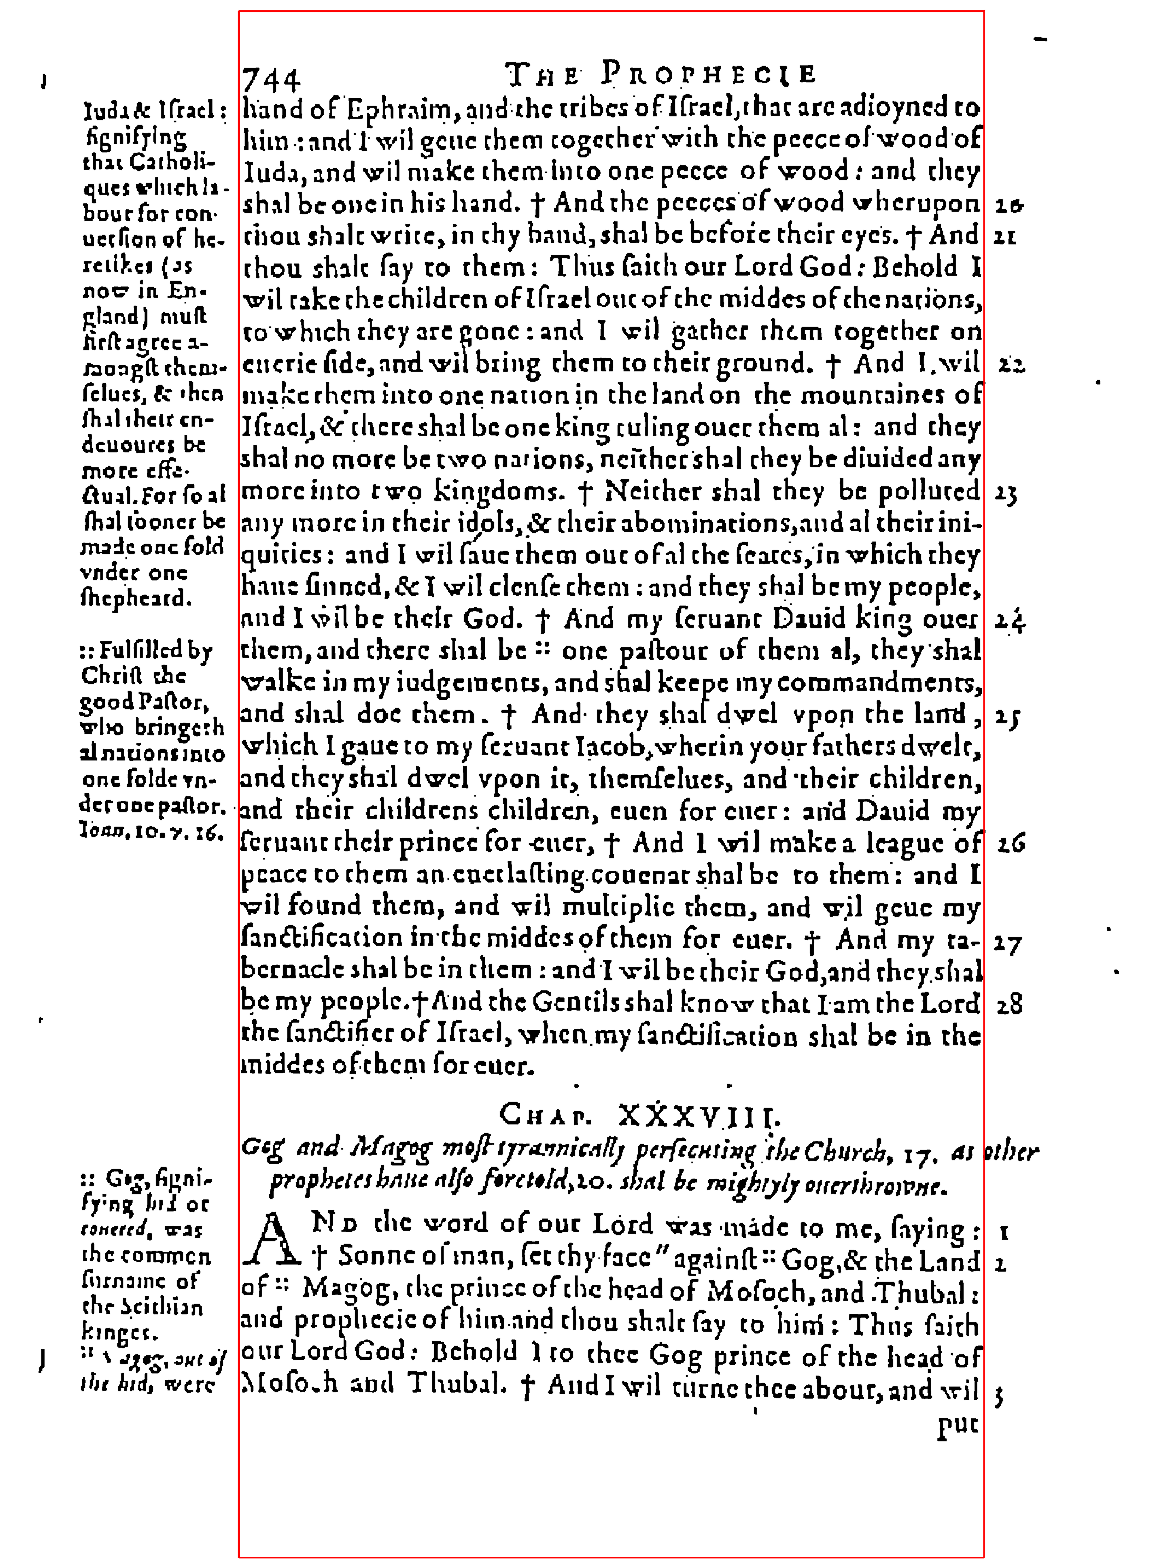 744 THE PROPHECIE
hand of Ephraim, and the tribes of Iſrael, that are adioyned to
him: and I wil geue them together with the peece of wood of
Iuda, and wil make them into one peece of wood: and they
shal be one in his hand. † And the peeces of wood wherupon 20
thou shalt write, in thy hand, shal be before their eyes. † And 21
thou shalt ſay to them: Thus ſaith our Lord God: Behold I
wil take the children of Iſrael out of the middes of the nations,
to which they are gone: and I wil gather them together on
euerie ſide, and wil bring them to their ground. † And I wil 22
make them into one nation in the land on the mountaines of
Iſrael, & there shal be one king ruling ouer them al: and they
shal no more be two nations, neither shal they be diuided any
more into two kingdoms. † Neither shal they be polluted 23
any more in their idols, & their abominations, and al their ini-
quities: and I wil ſaue them out of al the ſeates, in which they
haue ſinned, & I wil clenſe them: and they shal be my people,
and I wil be their God. † And my ſeruant Dauid king ouer 24
them, and there shal be :: one paſtour of them al, they shal
walke in my iudgements, and shal keepe my commandments,
and shal doe them. † And they shal dwel vpon the land, 25
which I gaue to my ſeruant Iacob, wherin your fathers dwelt,
and they shal dwel vpon it, themſelues, and their children,
and their childrens children, euen for euer: and Dauid my
ſeruant their prince for euer, † And I wil make a league of 26
peace to them an euerlaſting couenat shal be to them: and I
wil found them, and wil multiplie them, and wil geue my
ſanctification in the middes of them for euer. † And my ta- 27
bernacle shal be in them: and I wil be their God, and they shal
be my people. † And the Gentils shal know that I am the Lord 28
the ſanctifier of Iſrael, when my ſanctification shal be in the
middes of them for euer.
CHAP. XXXVIII.
Gog and Magog moſt tyrannically perſecuting the Church, 17. as other
prophetes haue alſo foretold, 20. shal be mightyly ouerthrowne.
AND the word of our Lord was made to me, ſaying: 1
† Sonne of man, ſet thy face " againſt :: Gog, & the Land 2
of :: Magog, the prince of the head of Moſoch, and Thubal:
and prophecie of him and thou shalt ſay to him: Thus ſaith
our Lord God: Behold I to thee Gog prince of the head of
Moſoch and Thubal. † And I wil turne thee about, and wil 3
put
Iuda & Iſrael:
ſignifying
that Catholi-
ques which la-
bour for con-
uerſion of he-
retikes (as
now in En-
gland) muſt
firſt agree a-
mongſt them-
ſelues, & then
ſhal their en-
deuoures be
more effe-
ctual. For ſo al
ſhal ſooner be
made one fold
vnder one
ſhepheard.
:: Fulfilled by
Chriſt the
good Paſtor,
who bringeth
al nations into
one folde vn-
der one paſtor.
Ioan. 10. v. 16.
:: Gog, ſigni-
fying hid or
couered, was
the common
ſurname of
the Scithian
kinges.
:: Magog, out of
the hid, were